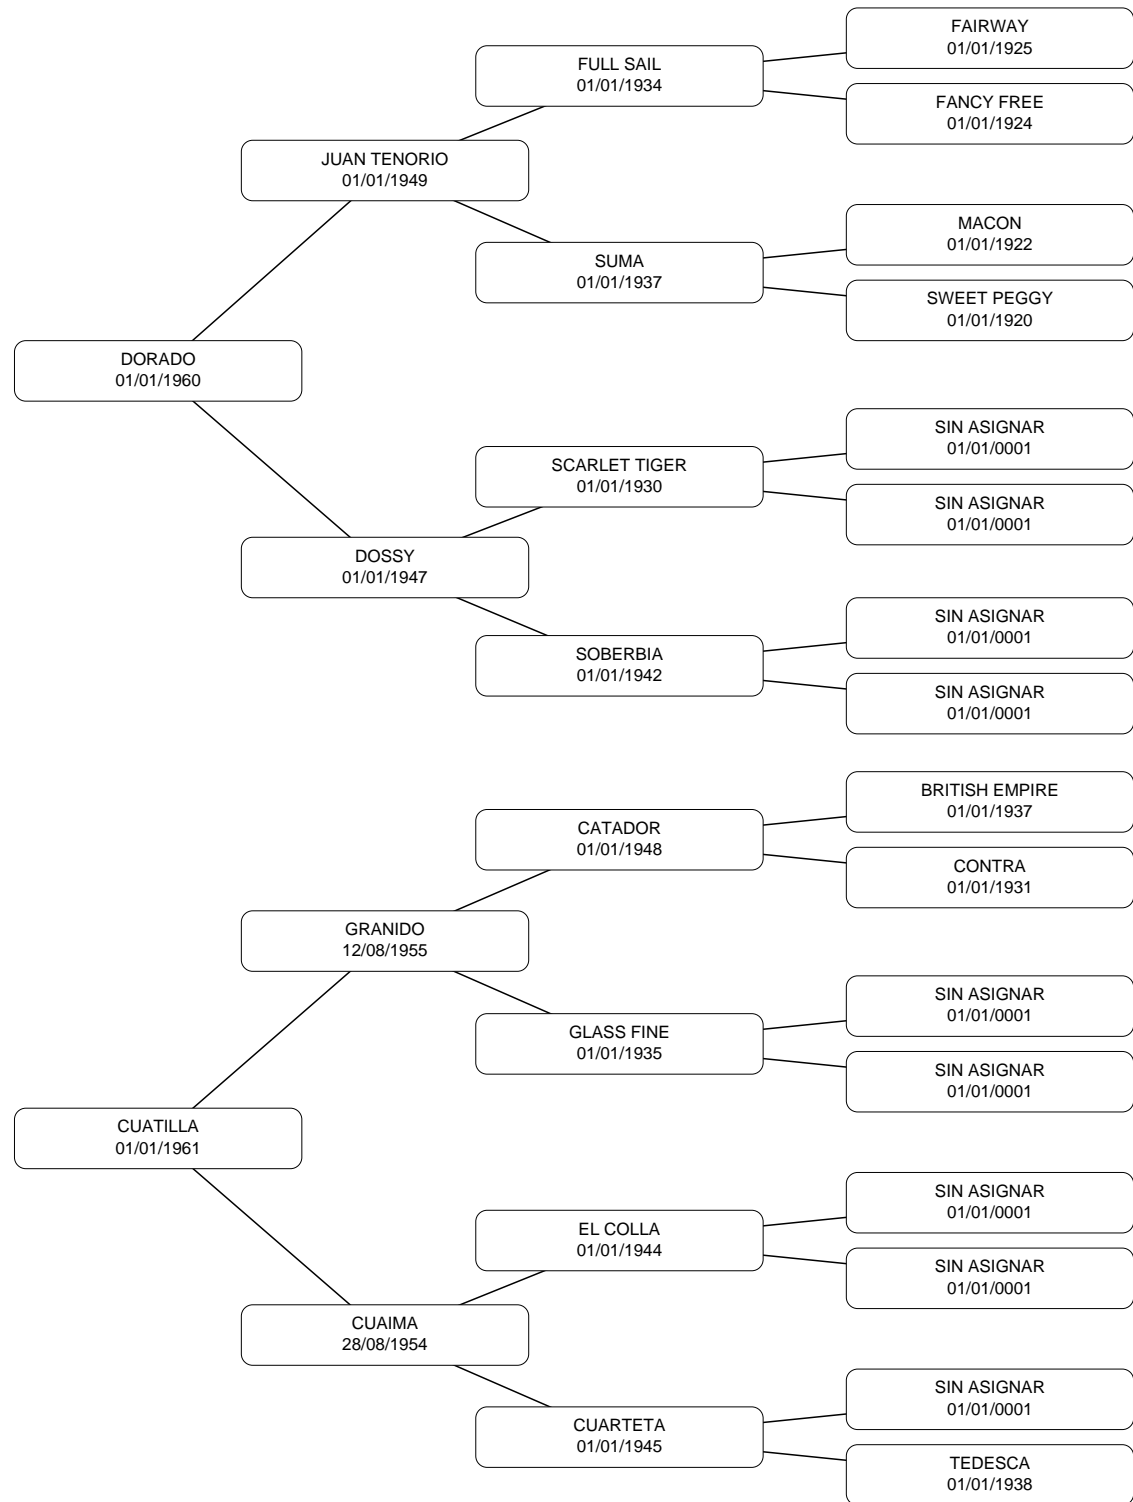 FAIRWAY
01/01/1925
FULL SAIL
01/01/1934
FANCY FREE
01/01/1924
JUAN TENORIO
01/01/1949
MACON
01/01/1922
SUMA
01/01/1937
SWEET PEGGY
01/01/1920
DORADO
01/01/1960
SIN ASIGNAR
01/01/0001
SCARLET TIGER
01/01/1930
SIN ASIGNAR
01/01/0001
DOSSY
01/01/1947
SIN ASIGNAR
01/01/0001
SOBERBIA
01/01/1942
SIN ASIGNAR
01/01/0001
BRITISH EMPIRE
01/01/1937
CATADOR
01/01/1948
CONTRA
01/01/1931
GRANIDO
12/08/1955
SIN ASIGNAR
01/01/0001
GLASS FINE
01/01/1935
SIN ASIGNAR
01/01/0001
CUATILLA
01/01/1961
SIN ASIGNAR
01/01/0001
EL COLLA
01/01/1944
SIN ASIGNAR
01/01/0001
CUAIMA
28/08/1954
SIN ASIGNAR
01/01/0001
CUARTETA
01/01/1945
TEDESCA
01/01/1938